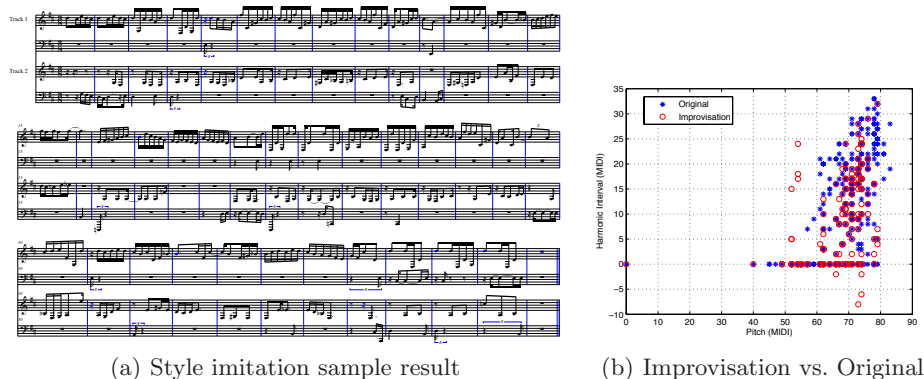 Track 1
Track 2
Original
Improvisation
Harmonic Interval (MIDI)
35
30
25
20
15
10
5
0
−5
−10
0 10 20 30 40 50 60 70 80 90
Pitch (MIDI)
(a) Style imitation sample result
(b) Improvisation vs. Original